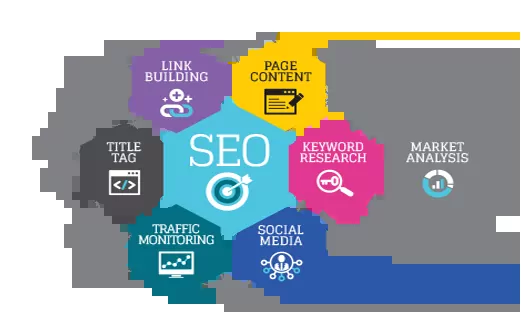 LINK
BUILDING
PAGE
CONTENT
TITLE
TAG
SEO
KEYWORD
RESEARCH
MARKET
ANALYSIS
TRAFFIC
MONITORING
SOCIAL
MEDIA